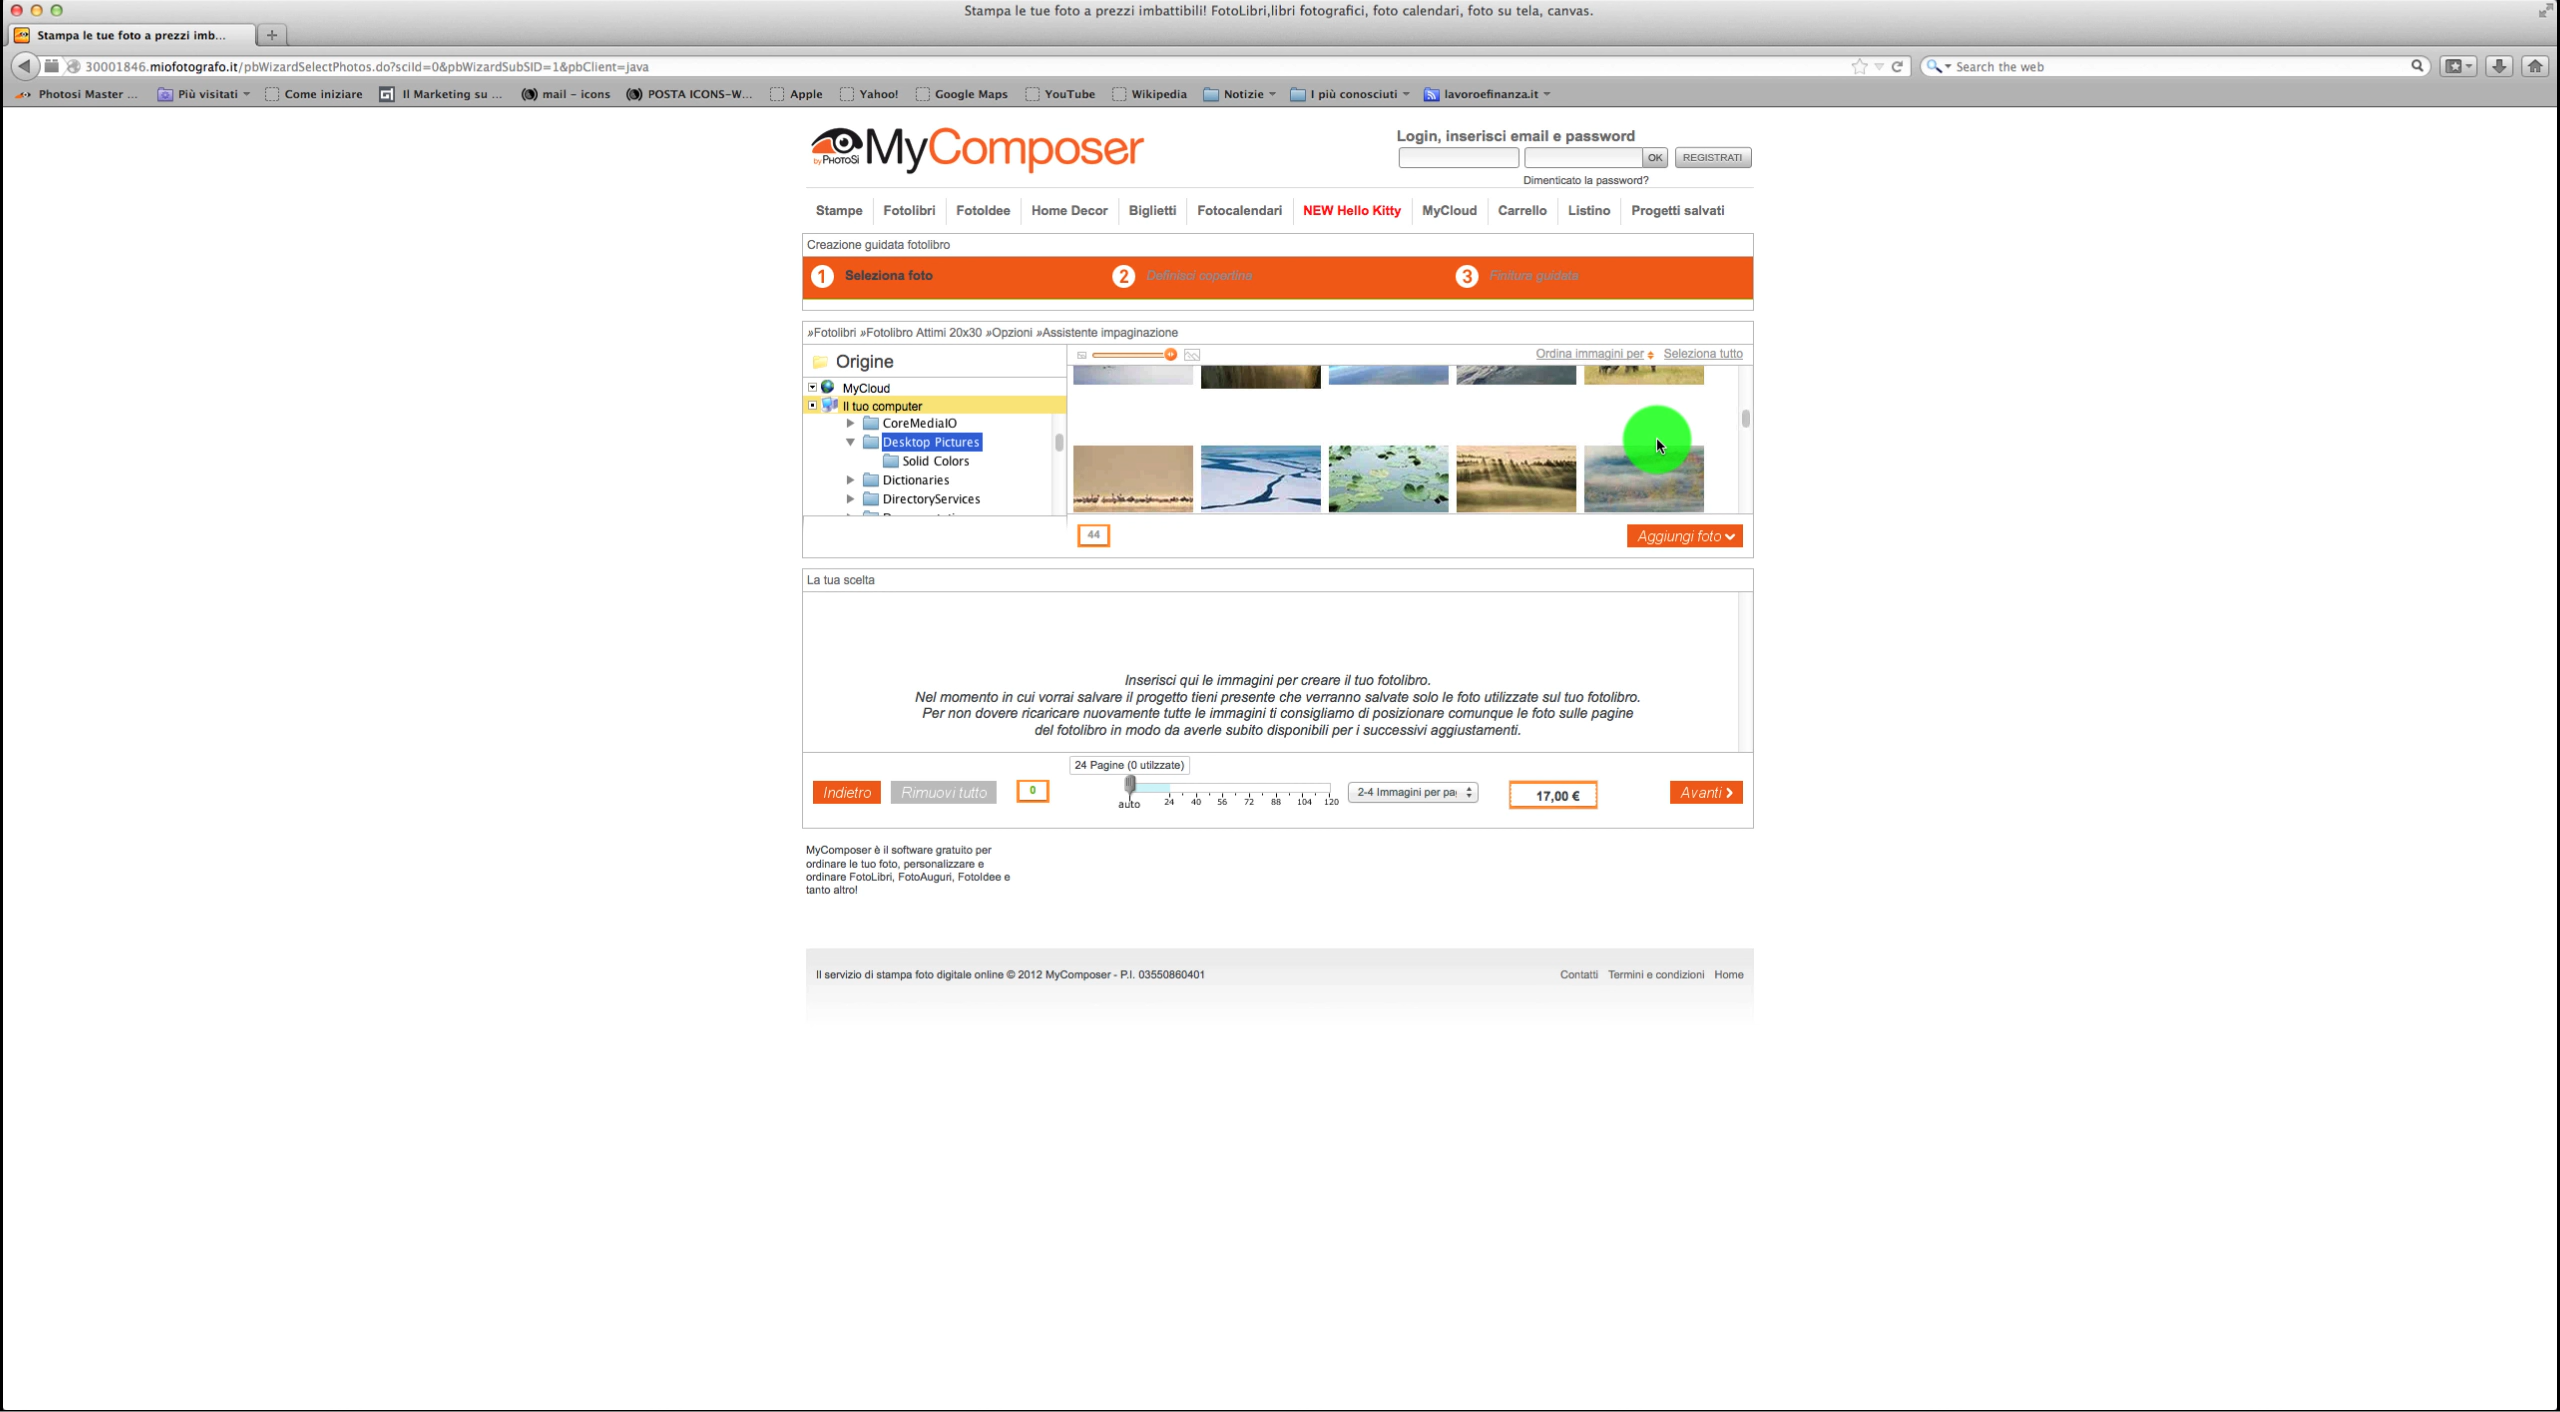 Stampa le tue foto a prezzi imbattibili! FotoLibri,libri fotografici, foto calendari, foto su tela, canvas.
Stampa le tue foto a prezzi imb...
30001846.miofotografo.it/pbWizardSelectPhotos.do?sciId=0&pbWizardSubSID=1&pbClient=java
Search the web
Photosi Master ... Più visitati Come iniziare Il Marketing su ... mail - icons POSTA ICONS-W... Apple Yahoo! Google Maps YouTube Wikipedia Notizie I più conosciuti lavoroefinanza.it
by PHOTOSì MyComposer
Login, inserisci email e password
OK REGISTRATI
Dimenticato la password?
Stampe Fotolibri FotoIdee Home Decor Biglietti Fotocalendari NEW Hello Kitty MyCloud Carrello Listino Progetti salvati
Creazione guidata fotolibro
1 Seleziona foto 2 Definisci copertina 3 Finitura guidata
»Fotolibri »Fotolibro Attimi 20x30 »Opzioni »Assistente impaginazione
Origine
Ordina immagini per Seleziona tutto
MyCloud
Il tuo computer
CoreMediaIO
Desktop Pictures
Solid Colors
Dictionaries
DirectoryServices
44 Aggiungi foto
La tua scelta
Inserisci qui le immagini per creare il tuo fotolibro.
Nel momento in cui vorrai salvare il progetto tieni presente che verranno salvate solo le foto utilizzate sul tuo fotolibro.
Per non dovere ricaricare nuovamente tutte le immagini ti consigliamo di posizionare comunque le foto sulle pagine
del fotolibro in modo da averle subito disponibili per i successivi aggiustamenti.
24 Pagine (0 utilzzate)
Indietro Rimuovi tutto 0 2-4 Immagini per pa 17,00 € Avanti
auto 24 40 56 72 88 104 120
MyComposer è il software gratuito per
ordinare le tuo foto, personalizzare e
ordinare FotoLibri, FotoAuguri, FotoIdee e
tanto altro!
Il servizio di stampa foto digitale online © 2012 MyComposer - P.I. 03550860401
Contatti Termini e condizioni Home